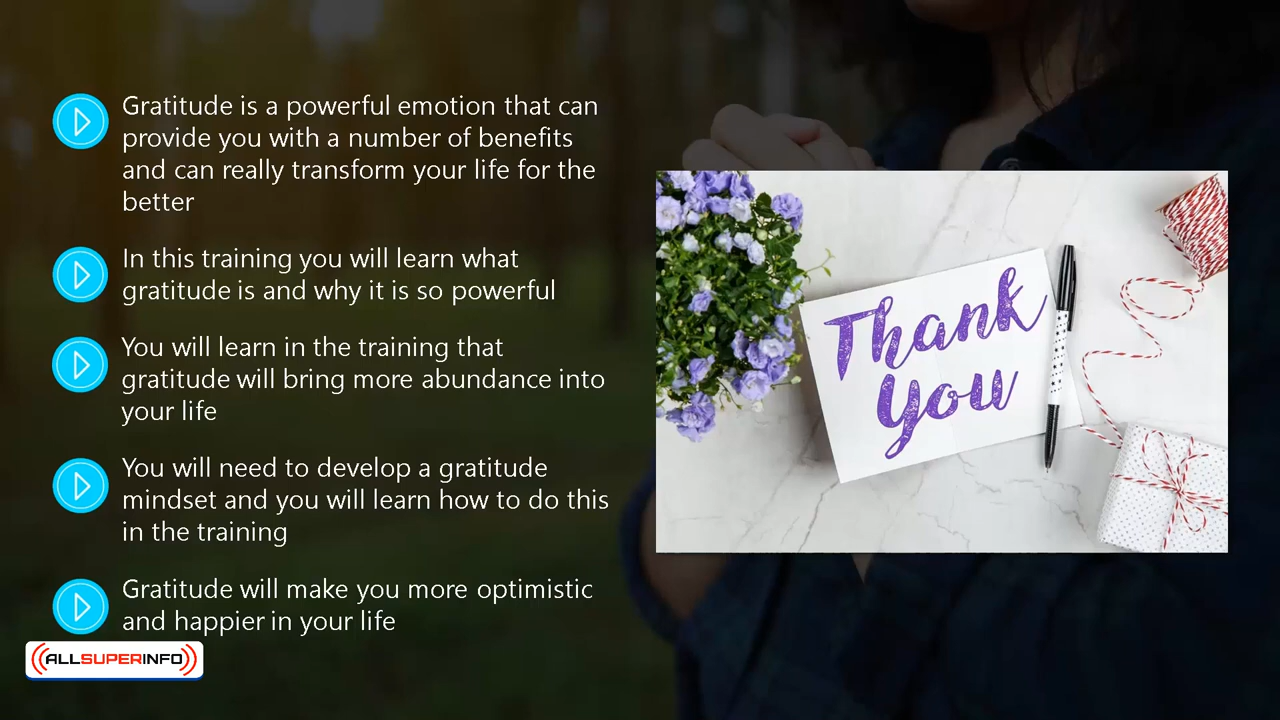 Gratitude is a powerful emotion that can
provide you with a number of benefits
and can really transform your life for the
better
In this training you will learn what
gratitude is and why it is so powerful
You will learn in the training that
gratitude will bring more abundance into
your life
You will need to develop a gratitude
mindset and you will learn how to do this
in the training
Gratitude will make you more optimistic
and happier in your life
Thank
You
ALLSUPERINFO